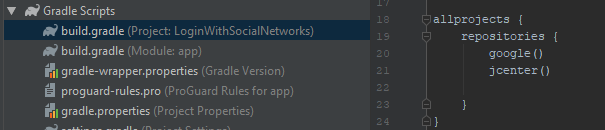 Gradle Scripts
build.gradle (Project: LoginWithSocialNetworks)
build.gradle (Module: app)
gradle-wrapper.properties (Gradle Version)
proguard-rules.pro (ProGuard Rules for app)
gradle.properties (Project Properties)
settings.gradle (Project Settings)
17
18 allprojects {
19 repositories {
20 google()
21 jcenter()
22
23 }
24 }